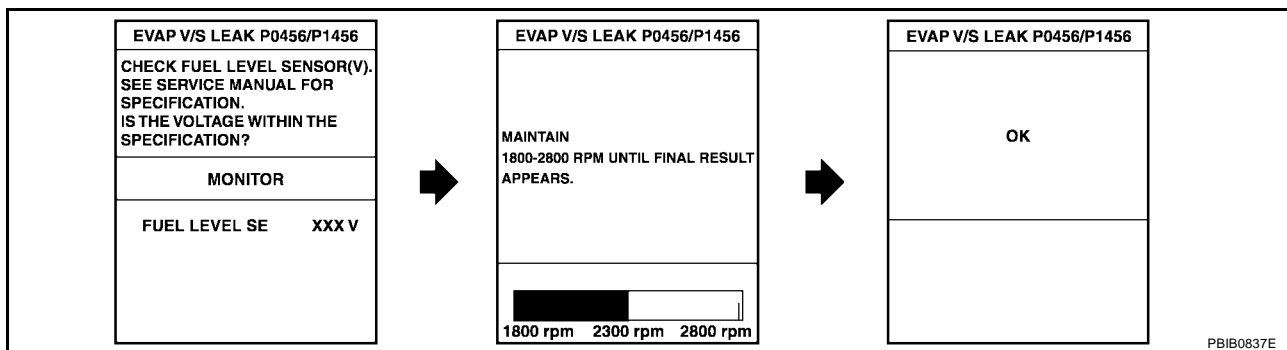 EVAP V/S LEAK P0456/P1456
CHECK FUEL LEVEL SENSOR(V).
SEE SERVICE MANUAL FOR
SPECIFICATION.
IS THE VOLTAGE WITHIN THE
SPECIFICATION?
MONITOR
FUEL LEVEL SE XXX V
EVAP V/S LEAK P0456/P1456
MAINTAIN
1800-2800 RPM UNTIL FINAL RESULT
APPEARS.
1800 rpm 2300 rpm 2800 rpm
EVAP V/S LEAK P0456/P1456
OK
PBIB0837E